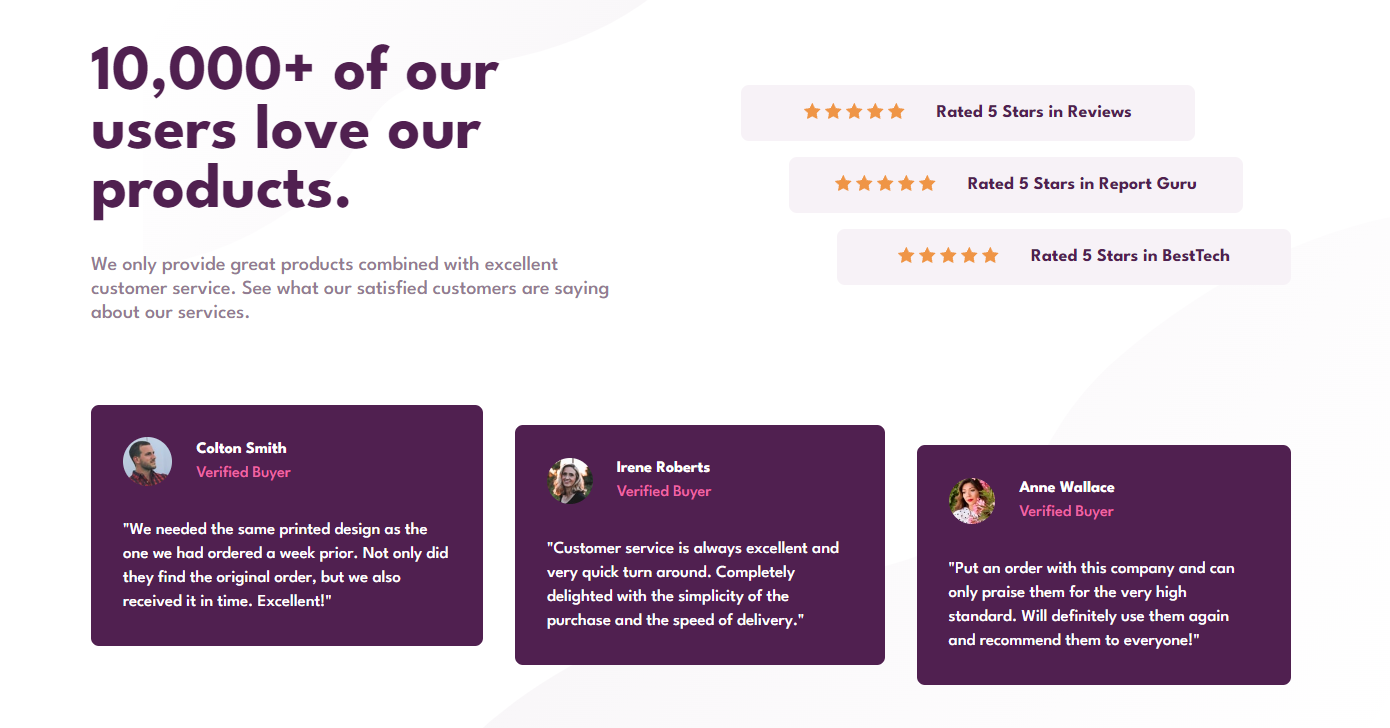 10,000+ of our
users love our
products.
We only provide great products combined with excellent
customer service. See what our satisfied customers are saying
about our services.
Rated 5 Stars in Reviews
Rated 5 Stars in Report Guru
Rated 5 Stars in BestTech
Colton Smith
Verified Buyer
"We needed the same printed design as the
one we had ordered a week prior. Not only did
they find the original order, but we also
received it in time. Excellent!"
Irene Roberts
Verified Buyer
"Customer service is always excellent and
very quick turn around. Completely
delighted with the simplicity of the
purchase and the speed of delivery."
Anne Wallace
Verified Buyer
"Put an order with this company and can
only praise them for the very high
standard. Will definitely use them again
and recommend them to everyone!"